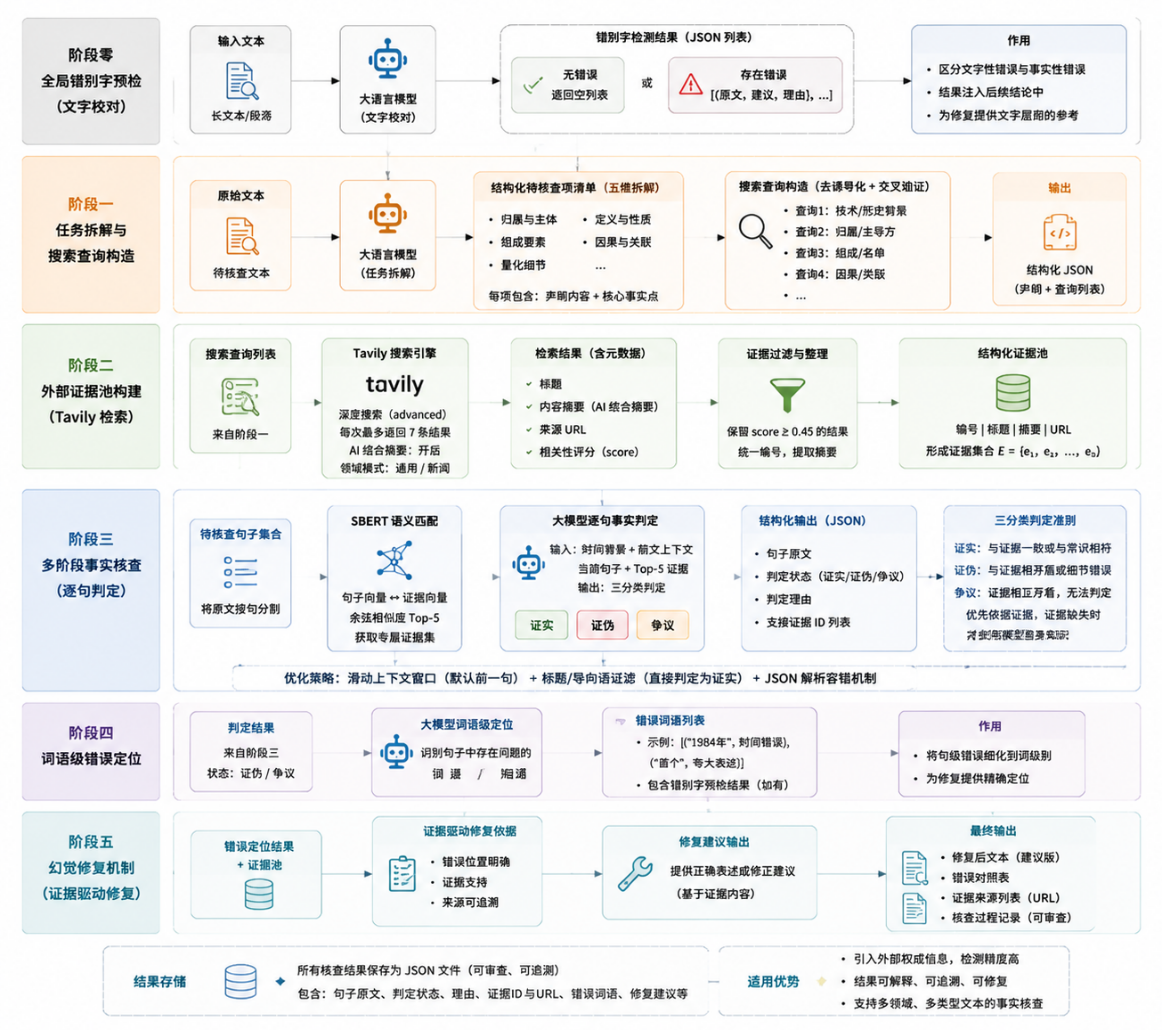 阶段零
全局错别字预检
（文字校对）
输入文本
长文本/段落
大语言模型
（文字校对）
错别字检测结果（JSON 列表）
无错误
返回空列表
或
存在错误
[(原文，建议，理由), ...]
作用
• 区分文字性错误与事实性错误
• 结果注入后续结论中
• 为修复提供文字层面的参考
阶段一
任务拆解与
搜索查询构造
原始文本
待核查文本
大语言模型
（任务拆解）
结构化待核查项清单（五维拆解）
• 归属与主体
• 定义与性质
• 组成要素
• 因果与关联
• 量化细节
...
每项包含：声明内容 + 核心事实点
搜索查询构造（去 号化 + 交叉 证）
• 查询1：技术/历史背景
• 查询2：归属/主导方
• 查询3：组成/名单
• 查询4：因果/类
• ...
输出
结构化 JSON
（声明 + 查询列表）
阶段二
外部证据池构建
（Tavily 检索）
搜索查询列表
来自阶段一
Tavily 搜索引擎
tavily
深度搜索（advanced）
每次最多返回 7 条结果
AI 结合摘要：开启
领域模式：通用 / 新闻
检索结果（含元数据）
✓ 标题
✓ 内容摘要（AI 结合摘要）
✓ 来源 URL
✓ 相关性评分（score）
证据过滤与整理
保留 score ≥ 0.45 的结果
统一编号，提取摘要
结构化证据池
编号 | 标题 | 摘要 | URL
形成证据集合 E = {e₁, e₂, ..., eₙ}
阶段三
多阶段事实核查
（逐句判定）
待核查句子集合
将原文按句分割
SBERT 语义匹配
句子向量 ↔ 证据向量
余弦相似度 Top-5
获取专属证据集
大模型逐句事实判定
输入：时间背景 + 前文上下文
当前句子 + Top-5 证据
输出：三分类判定
证实
证伪
争议
结构化输出（JSON）
• 句子原文
• 判定状态（证实/证伪/争议）
• 判定理由
• 支持证据 ID 列表
三分类判定准则
证实：与证据一致或与常识相符
证伪：与证据相矛盾或细节错误
争议：证据相互矛盾，无法判定
优先依据证据，证据缺失时
优化策略：滑动上下文窗口（默认前一句） + 标题/导向语过滤（直接判定为证实） + JSON 解析容错机制
阶段四
词语级错误定位
判定结果
来自阶段三
状态：证伪 / 争议
大模型词语级定位
识别句子中存在问题的
/
错误词语列表
• 示例：[("1984年", 时间错误),
("首个", 夸大表述)]
• 包含错别字预检结果（如有）
作用
• 将句级错误细化到词级别
• 为修复提供精确定位
阶段五
幻觉修复机制
（证据驱动修复）
错误定位结果
+ 证据池
证据驱动修复依据
• 错误位置明确
• 证据支持
• 来源可追溯
修复建议输出
提供正确表述或修正建议
（基于证据内容）
最终输出
• 修复后文本（建议版）
• 错误对照表
• 证据来源列表（URL）
• 核查过程记录（可审查）
结果存储
所有核查结果保存为 JSON 文件（可审查、可追溯）
包含：句子原文、判定状态、理由、证据ID 与 URL、错误词语、修复建议等
适用优势
• 引入外部权威信息，检测精度高
• 结果可解释、可追溯、可修复
• 支持多领域、多类型文本的事实核查